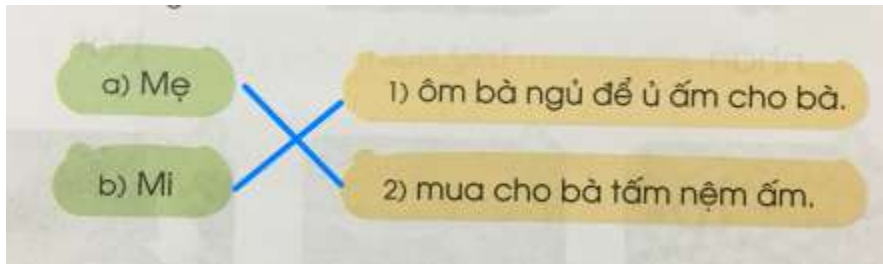 a) Mẹ
1) ôm bà ngủ để ủ ấm cho bà.
b) Mi
2) mua cho bà tấm nệm ấm.